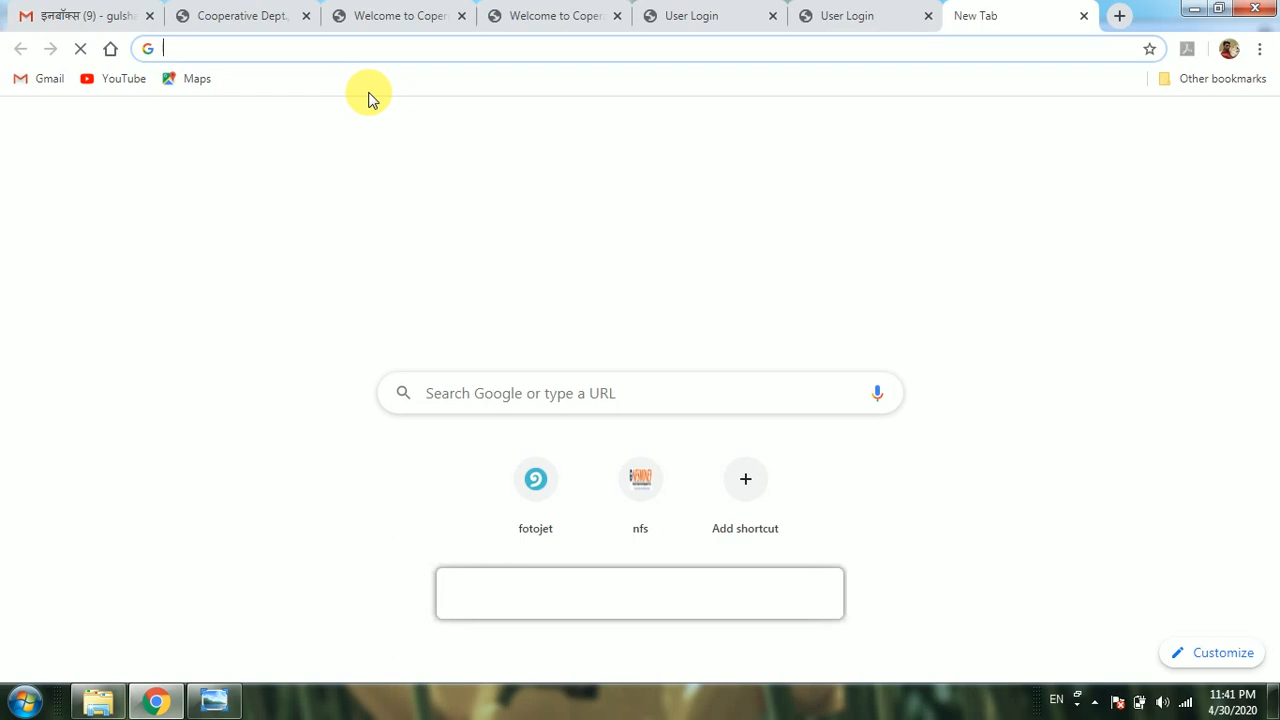 इनबॉक्स (9) - gulsha
Cooperative Dept.,
Welcome to Coper
Welcome to Coper
User Login
User Login
New Tab
Gmail
YouTube
Maps
Other bookmarks
Search Google or type a URL
fotojet
nfs
Add shortcut
Customize
EN
11:41 PM
4/30/2020